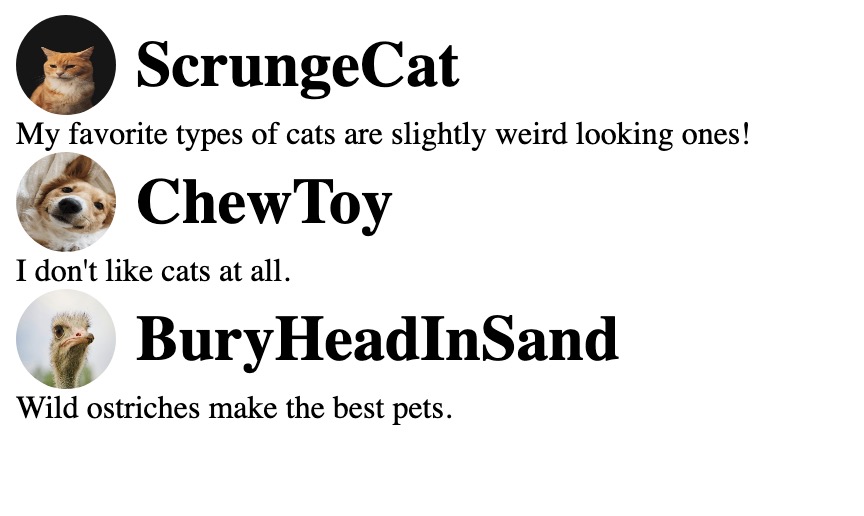 ScrungeCat
My favorite types of cats are slightly weird looking ones!
ChewToy
I don't like cats at all.
BuryHeadInSand
Wild ostriches make the best pets.